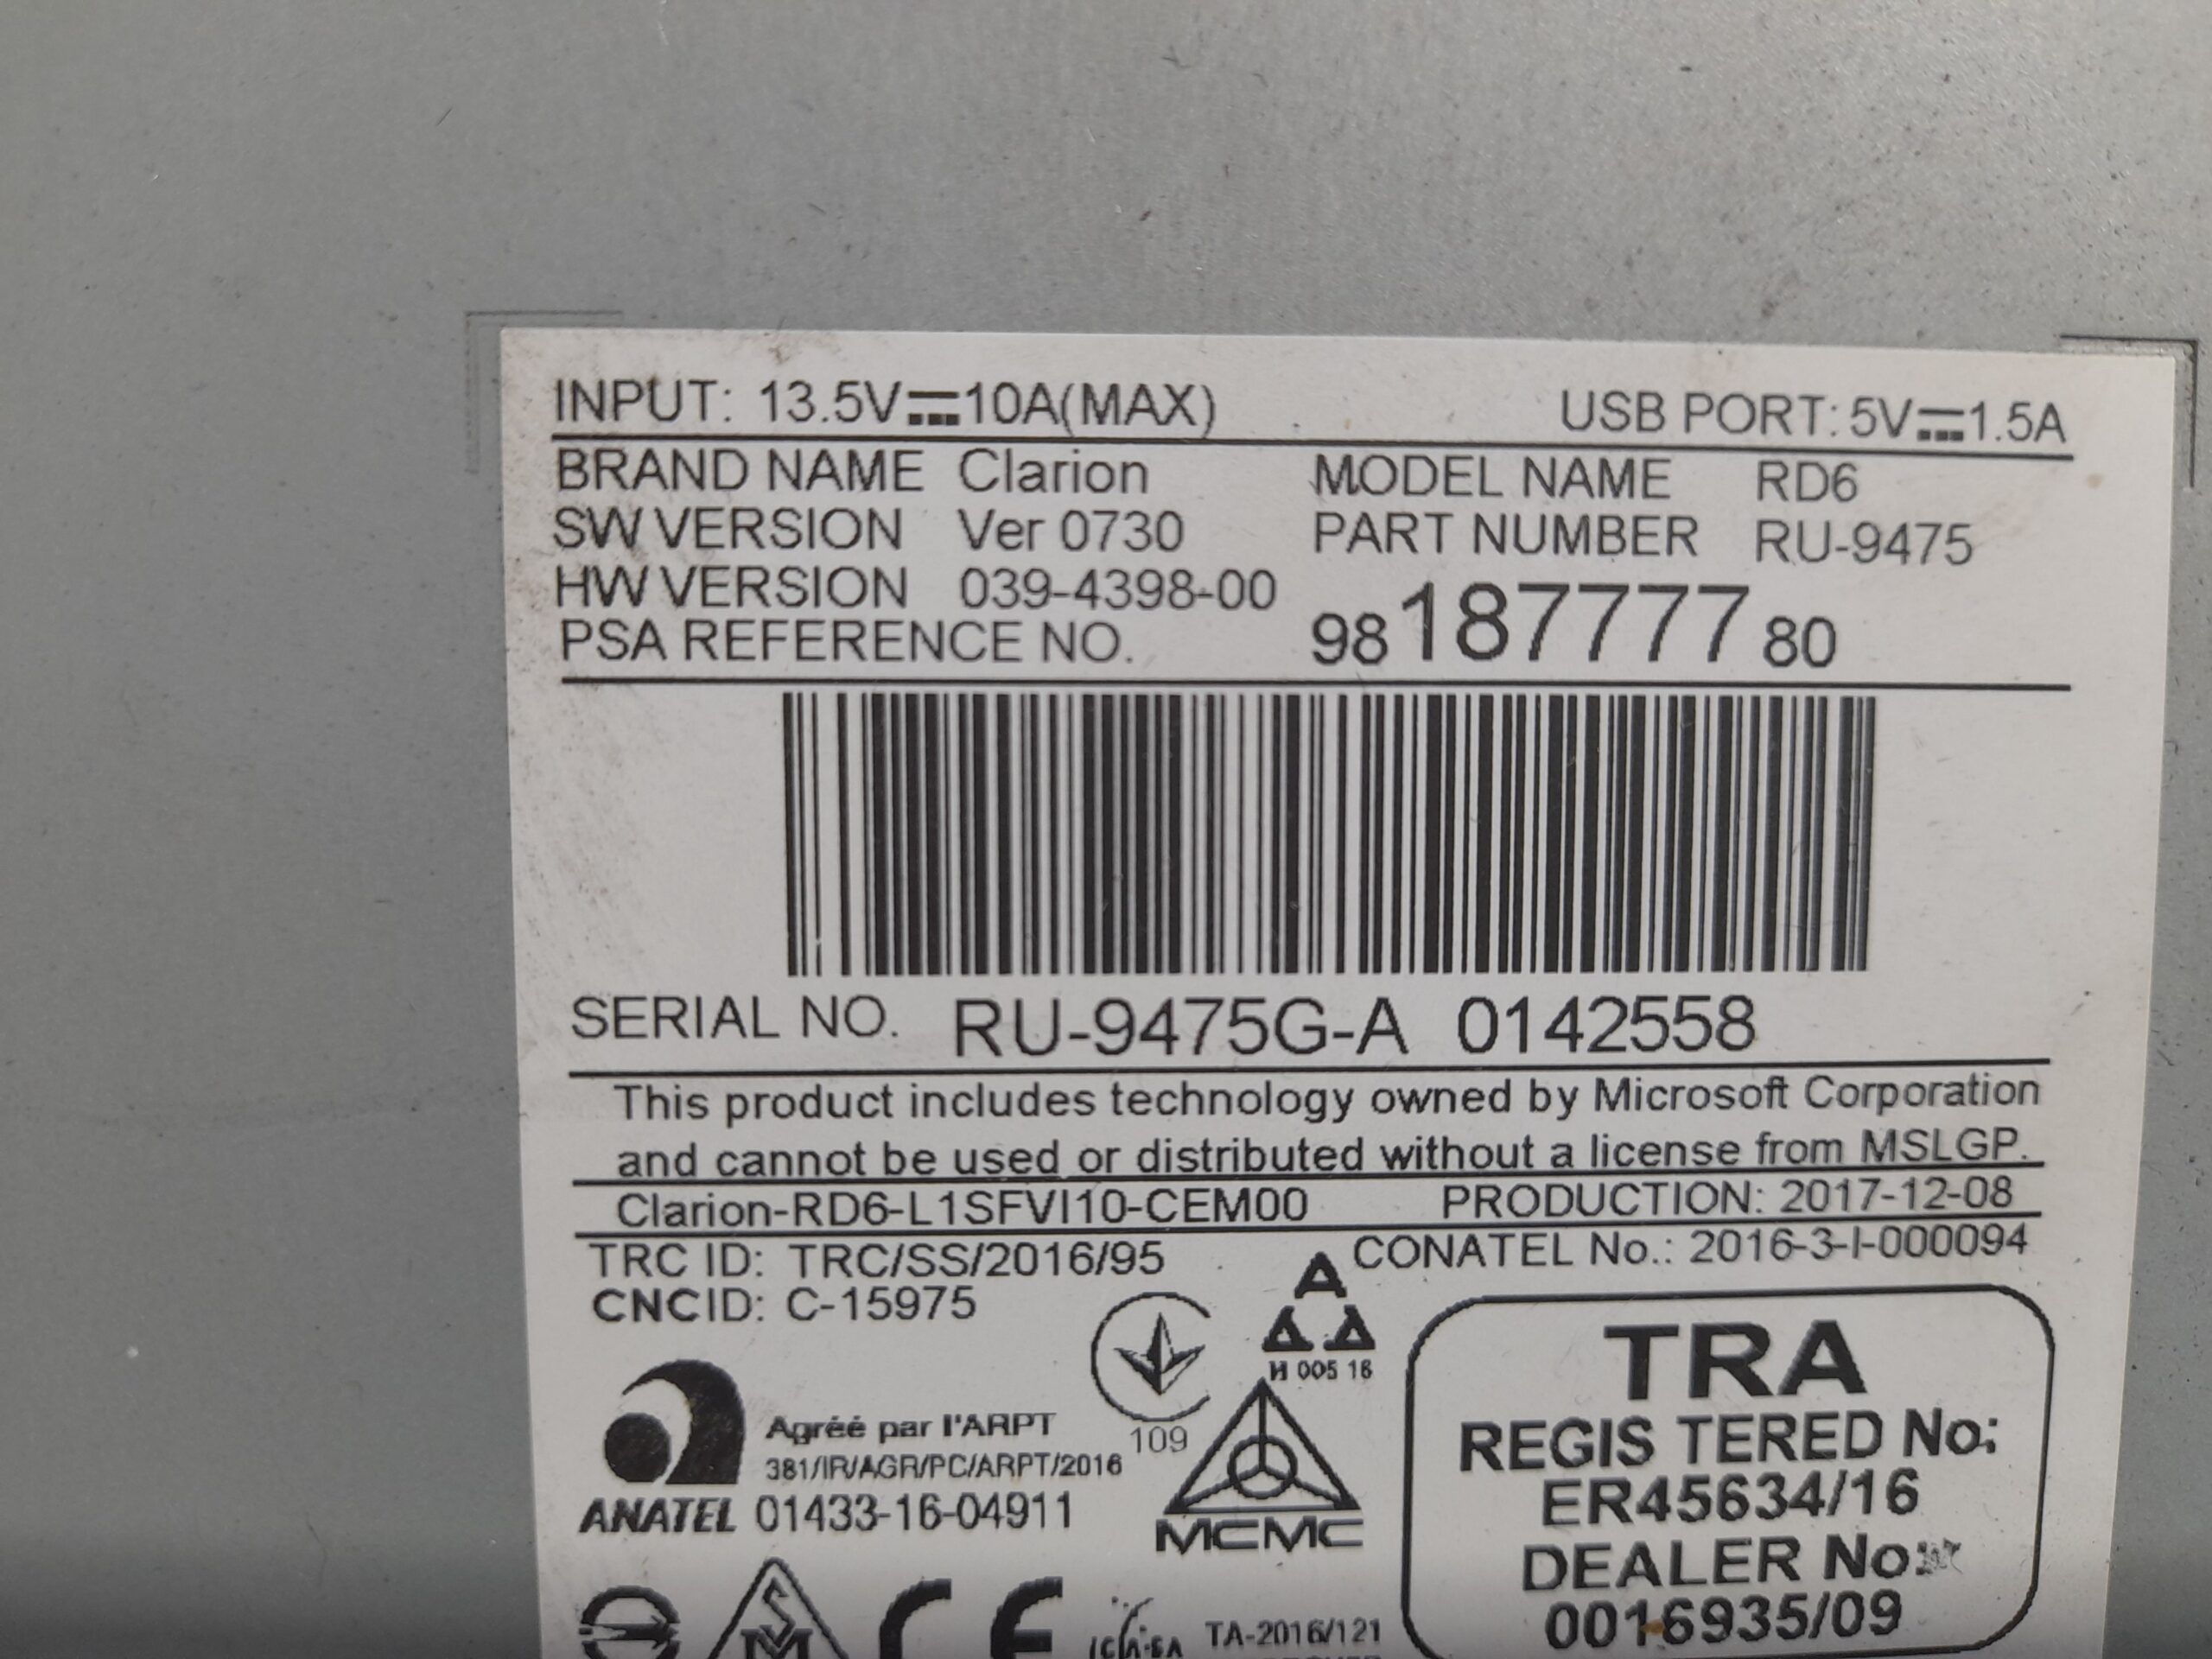 INPUT: 13.5V⎓10A(MAX) USB PORT: 5V⎓1.5A
BRAND NAME Clarion MODEL NAME RD6
SW VERSION Ver 0730 PART NUMBER RU-9475
HW VERSION 039-4398-00
PSA REFERENCE NO. 98 187777 80
SERIAL NO. RU-9475G-A 0142558
This product includes technology owned by Microsoft Corporation
and cannot be used or distributed without a license from MSLGP.
Clarion-RD6-L1SFVI10-CEM00 PRODUCTION: 2017-12-08
TRC ID: TRC/SS/2016/95 CONATEL No.: 2016-3-I-000094
CNCID: C-15975
H 005 16
109
Agréé par l'ARPT
381/IR/AGR/PC/ARPT/2016
ANATEL 01433-16-04911
MCMC
TRA
REGIS TERED No:
ER45634/16
DEALER No:
0016935/09
CE
TA-2016/121